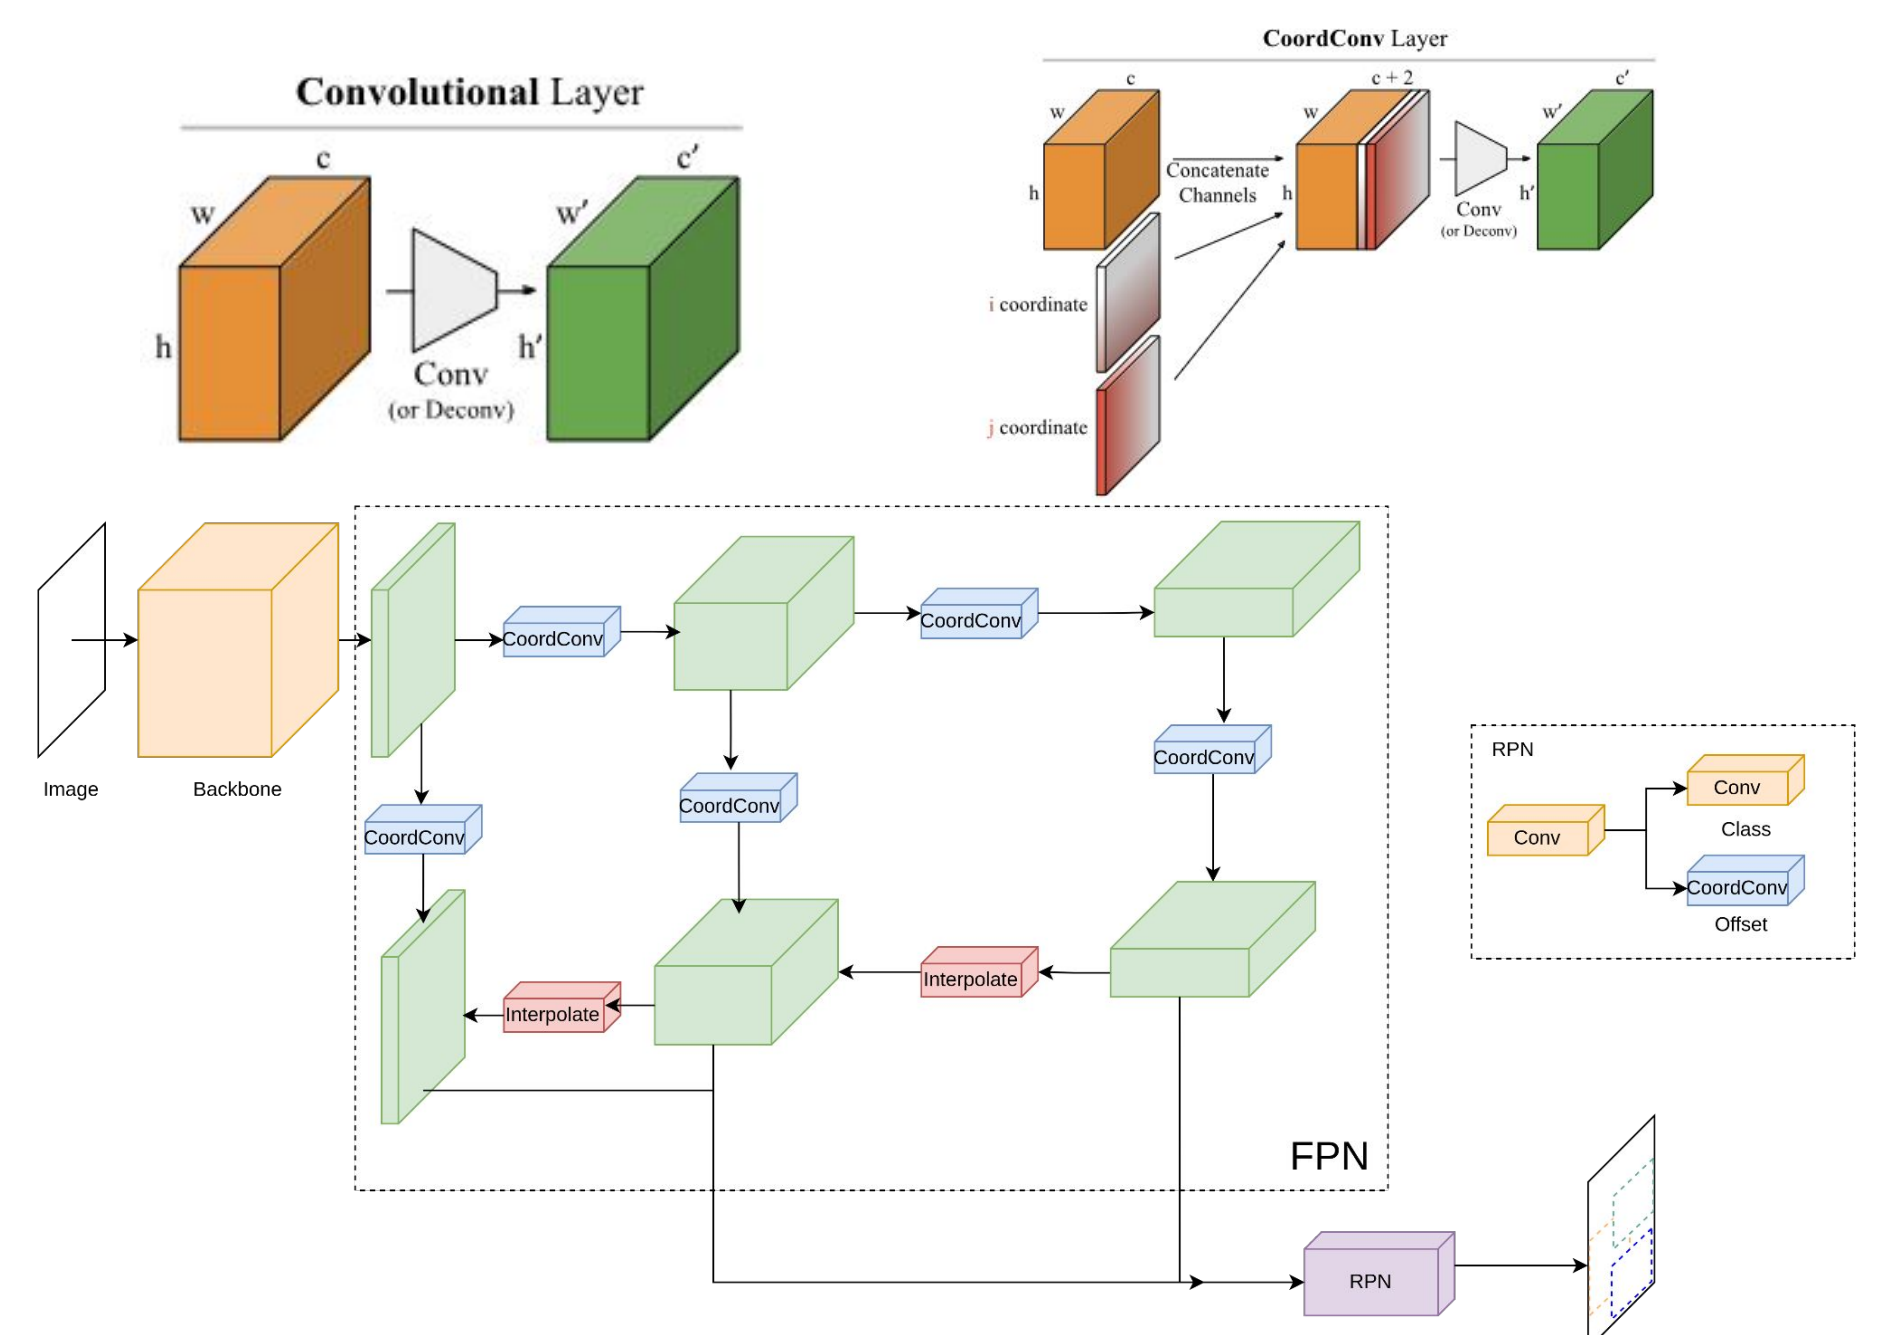 Convolutional Layer
c
c′
w
w′
h
h′
Conv
(or Deconv)
CoordConv Layer
c
c + 2
c′
w
w
w′
Concatenate
Channels
h
h
h′
Conv
(or Deconv)
i coordinate
j coordinate
CoordConv
CoordConv
Image
Backbone
CoordConv
CoordConv
CoordConv
Interpolate
Interpolate
FPN
RPN
Conv
Conv
Class
CoordConv
Offset
RPN